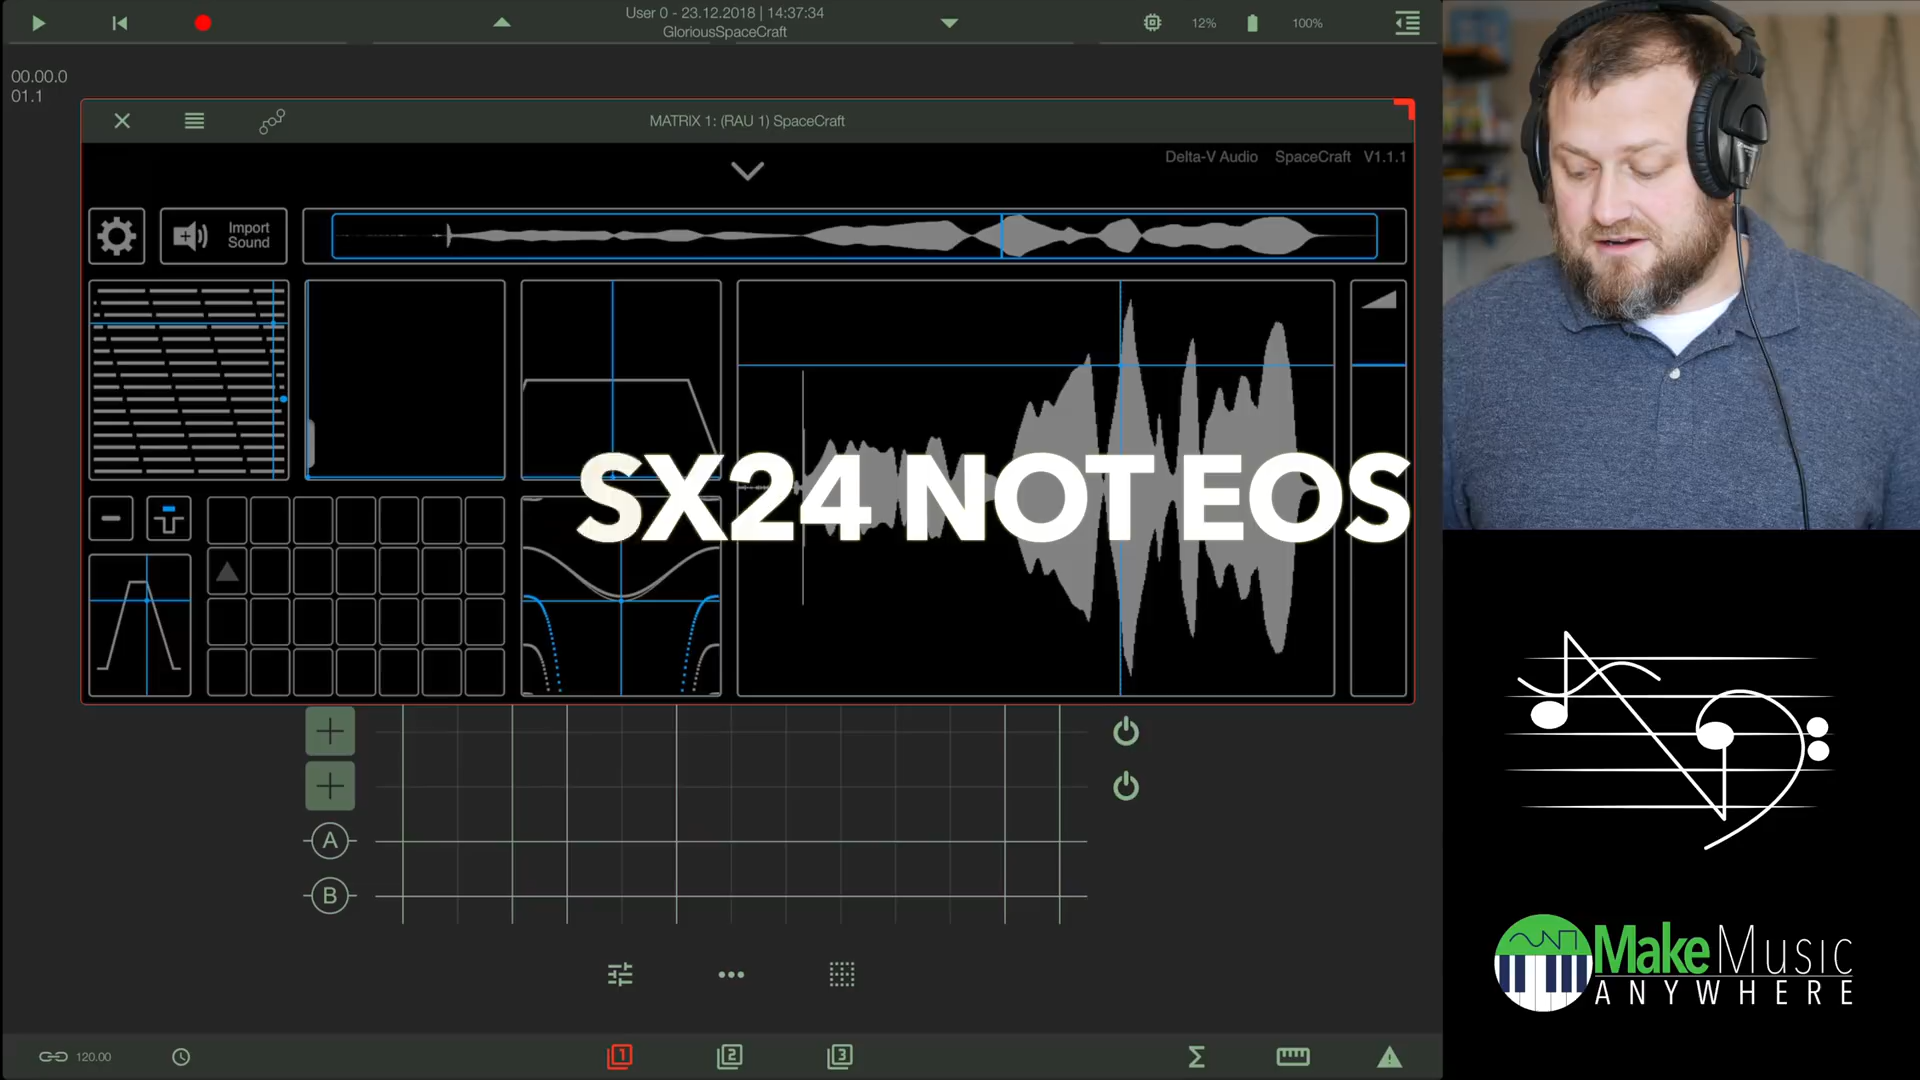 User 0 - 23.12.2018 | 14:37:34
GloriousSpaceCraft
12%
100%
00.00.0
01.1
MATRIX 1: (RAU 1) SpaceCraft
Delta-V Audio SpaceCraft V1.1.1
Import
Sound
SX24 NOT EOS
A
B
120.00
1
2
3
Make Music
ANYWHERE